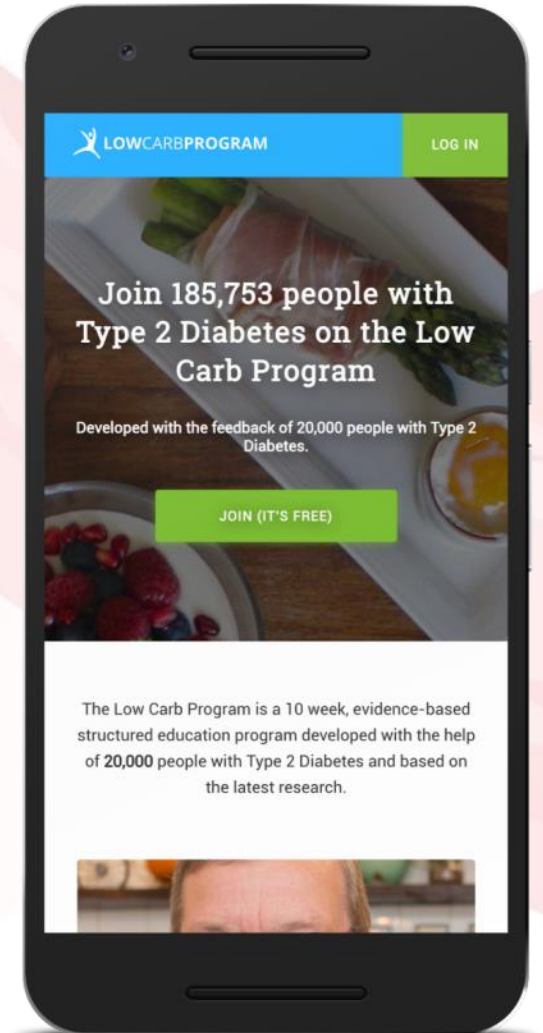 LOWCARBPROGRAM
LOG IN
Join 185,753 people with
Type 2 Diabetes on the Low
Carb Program
Developed with the feedback of 20,000 people with Type 2
Diabetes.
JOIN (IT'S FREE)
The Low Carb Program is a 10 week, evidence-based
structured education program developed with the help
of 20,000 people with Type 2 Diabetes and based on
the latest research.